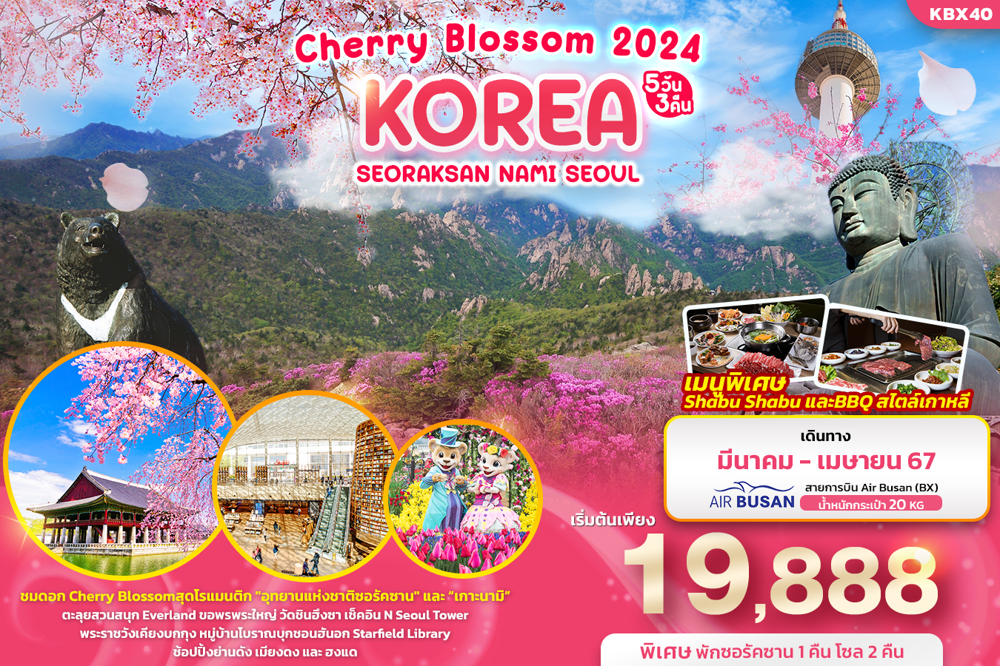 KBX40
Cherry Blossom 2024
KOREA
5วัน
3คืน
SEORAKSAN NAMI SEOUL
เมนูพิเศษ
Shabu Shabu และBBQ สไตล์เกาหลี
เดินทาง
มีนาคม - เมษายน 67
AIR BUSAN
สายการบิน Air Busan (BX)
น้ำหนักกระเป๋า 20 KG
เริ่มต้นเพียง
19,888
ชมดอก Cherry Blossomสุดโรแมนติก "อุทยานแห่งชาติซอรัคซาน" และ “เกาะนามิ”
ตะลุยสวนสนุก Everland ขอพรพระใหญ่ วัดชินฮึงซา เช็คอิน N Seoul Tower
พระราชวังเคียงบกกุง หมู่บ้านโบราณบุกชอนฮันอก Starfield Library
ช้อปปิ้งย่านดัง เมียงดง และ ฮงแด
พิเศษ พักซอรัคซาน 1 คืน โซล 2 คืน